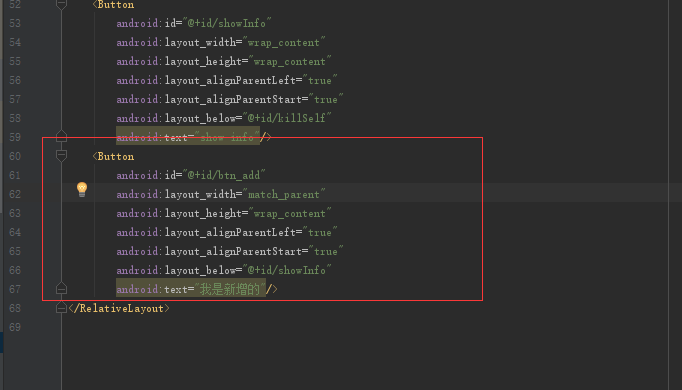 52 <Button
53 android:id="@+id/showInfo"
54 android:layout_width="wrap_content"
55 android:layout_height="wrap_content"
56 android:layout_alignParentLeft="true"
57 android:layout_alignParentStart="true"
58 android:layout_below="@+id/killSelf"
59 android:text="show info"/>
60 <Button
61 android:id="@+id/btn_add"
62 android:layout_width="match_parent"
63 android:layout_height="wrap_content"
64 android:layout_alignParentLeft="true"
65 android:layout_alignParentStart="true"
66 android:layout_below="@+id/showInfo"
67 android:text="我是新增的"/>
68 </RelativeLayout>
69